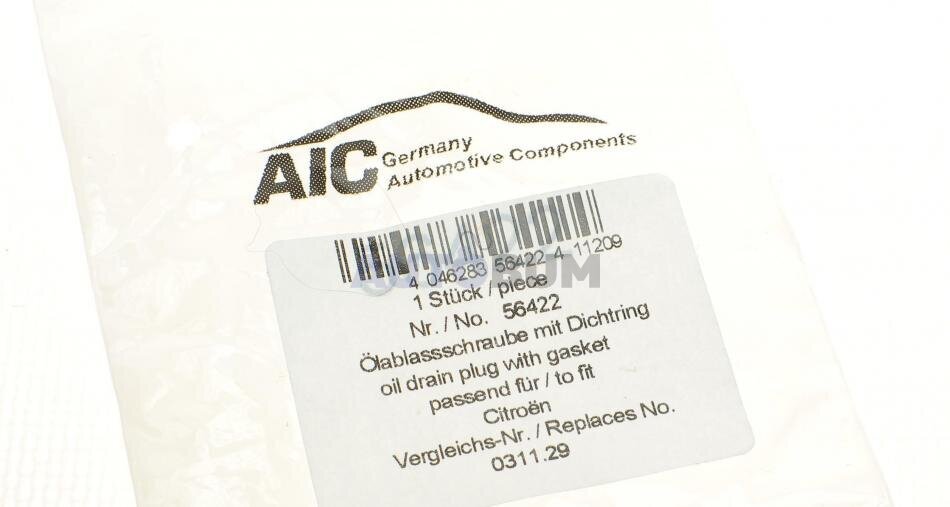 AIC Germany
Automotive Components
4 046283 56422 4 11209
1 Stück / piece
Nr. / No. 56422
Ölablassschraube mit Dichtring
oil drain plug with gasket
passend für / to fit
Citroën
Vergleichs-Nr. / Replaces No.
0311.29